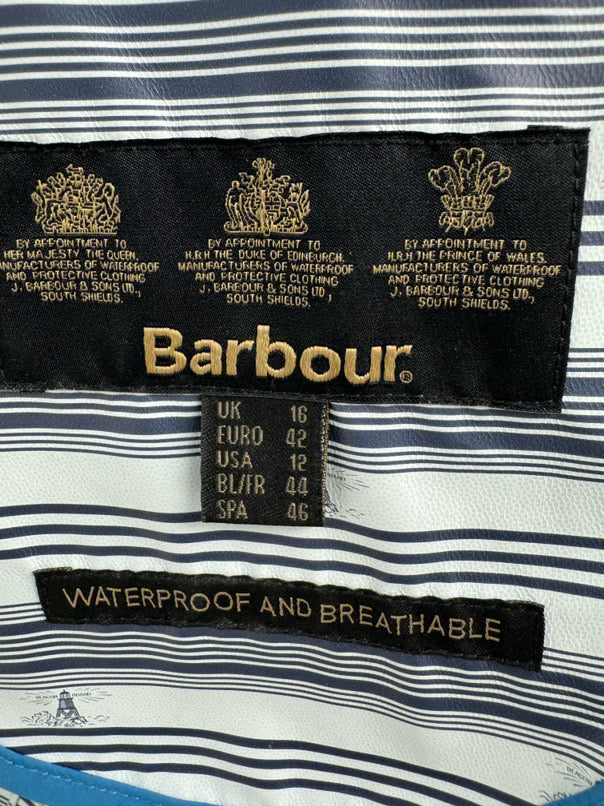 BY APPOINTMENT TO
HER MAJESTY THE QUEEN.
MANUFACTURERS OF WATERPROOF
AND PROTECTIVE CLOTHING
J. BARBOUR & SONS LTD.,
SOUTH SHIELDS.
BY APPOINTMENT TO
H.R.H. THE DUKE OF EDINBURGH.
MANUFACTURERS OF WATERPROOF
AND PROTECTIVE CLOTHING
J. BARBOUR & SONS LTD.,
SOUTH SHIELDS.
BY APPOINTMENT TO
H.R.H THE PRINCE OF WALES.
MANUFACTURERS OF WATERPROOF
AND PROTECTIVE CLOTHING
J. BARBOUR & SONS LTD.,
SOUTH SHIELDS.
Barbour®
UK 16
EURO 42
USA 12
BL/FR 44
SPA 46
WATERPROOF AND BREATHABLE